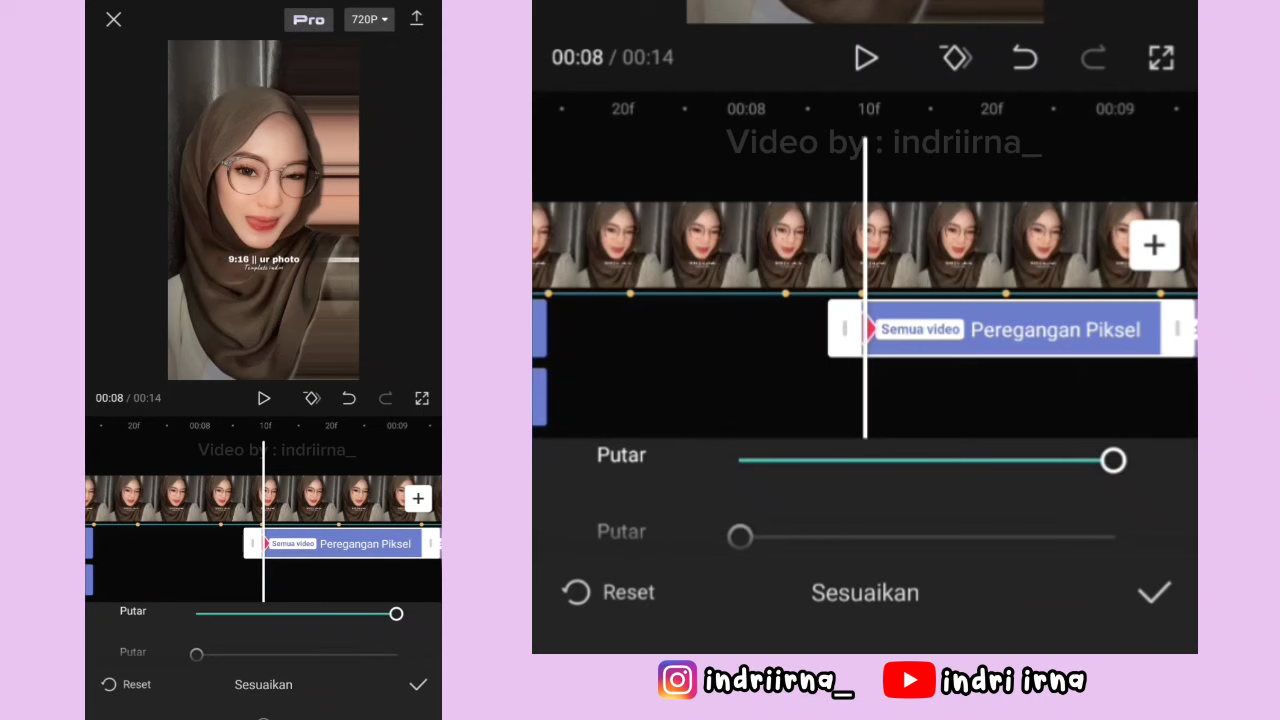 Pro
720P
9:16 || ur photo
Template indri
00:08 / 00:14
20f 00:08 10f 20f 00:09
Video by : indriirna_
+
Semua video Peregangan Piksel
Putar
Putar
Reset Sesuaikan
00:08 / 00:14
20f 00:08 10f 20f 00:09
Video by : indriirna_
+
Semua video Peregangan Piksel
Putar
Putar
Reset Sesuaikan
indriirna_ indri irna